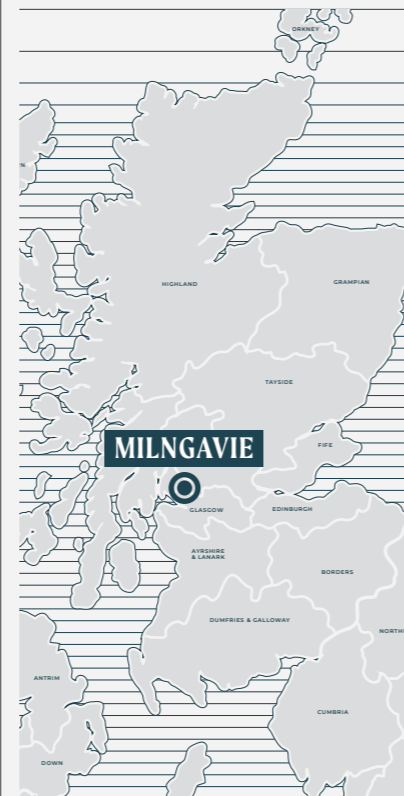 ORKNEY
HIGHLAND
GRAMPIAN
TAYSIDE
MILNGAVIE
FIFE
GLASGOW
EDINBURGH
AYRSHIRE
& LANARK
BORDERS
DUMFRIES & GALLOWAY
NORTH
ANTRIM
CUMBRIA
DOWN